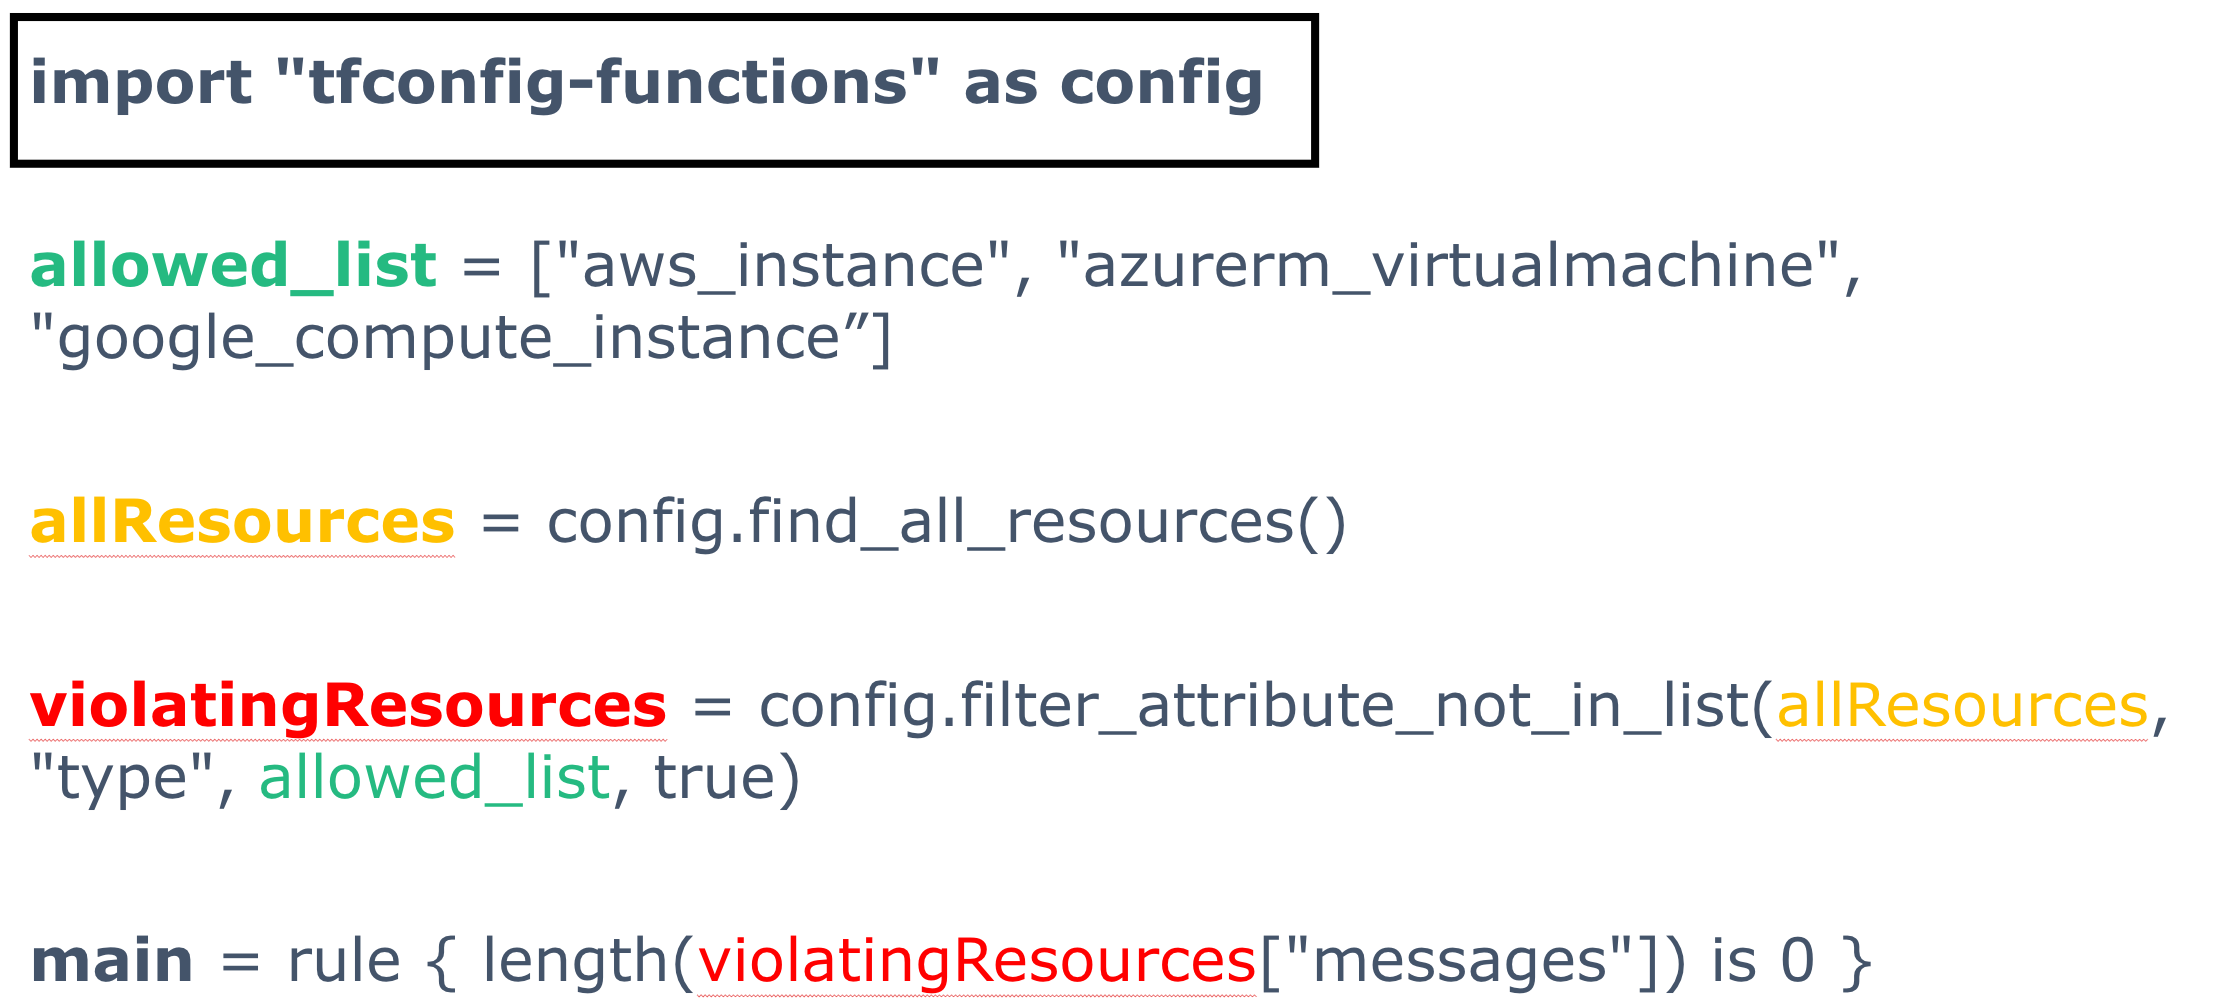 import "tfconfig-functions" as config
allowed_list = ["aws_instance", "azurerm_virtualmachine",
"google_compute_instance”]
allResources = config.find_all_resources()
violatingResources = config.filter_attribute_not_in_list(allResources,
"type", allowed_list, true)
main = rule { length(violatingResources["messages"]) is 0 }